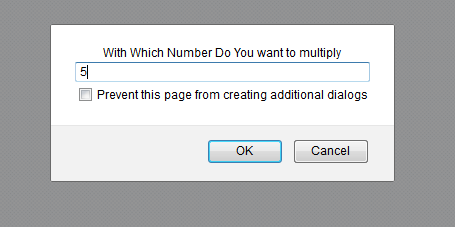 With Which Number Do You want to multiply
5
Prevent this page from creating additional dialogs
OK Cancel